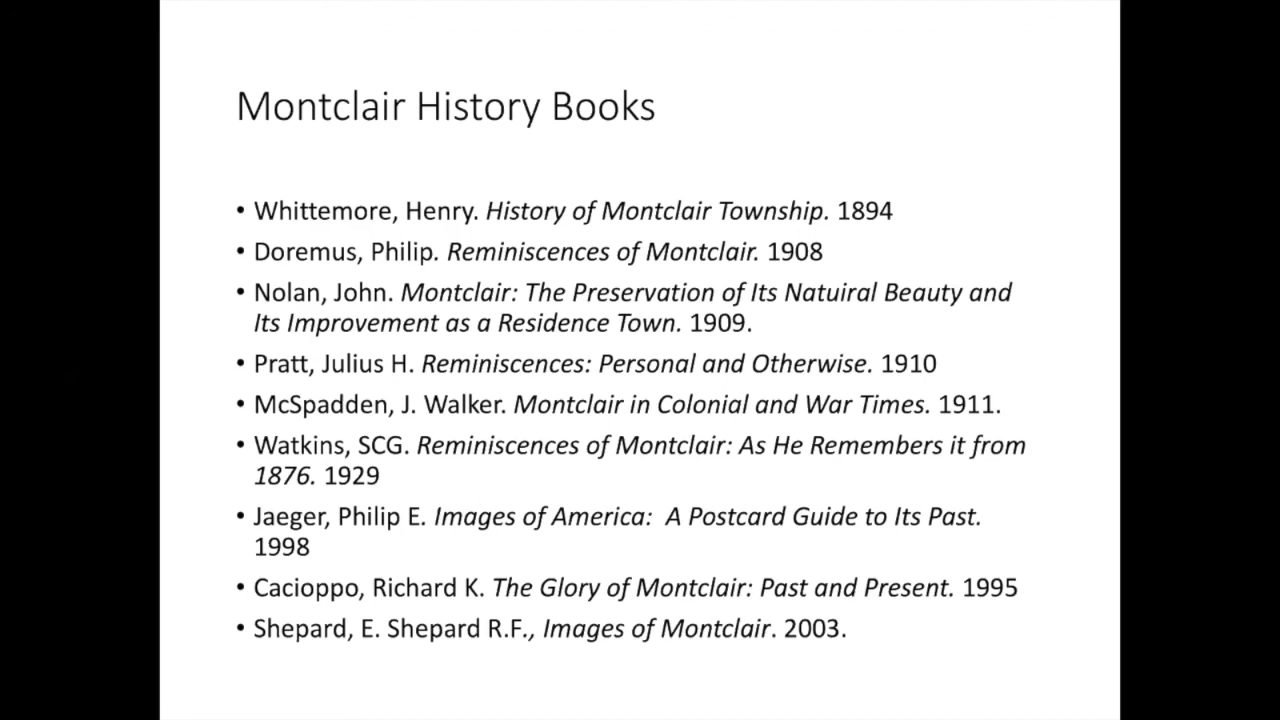 Montclair History Books
• Whittemore, Henry. History of Montclair Township. 1894
• Doremus, Philip. Reminiscences of Montclair. 1908
• Nolan, John. Montclair: The Preservation of Its Natuiral Beauty and
Its Improvement as a Residence Town. 1909.
• Pratt, Julius H. Reminiscences: Personal and Otherwise. 1910
• McSpadden, J. Walker. Montclair in Colonial and War Times. 1911.
• Watkins, SCG. Reminiscences of Montclair: As He Remembers it from
1876. 1929
• Jaeger, Philip E. Images of America:  A Postcard Guide to Its Past.
1998
• Cacioppo, Richard K. The Glory of Montclair: Past and Present. 1995
• Shepard, E. Shepard R.F., Images of Montclair. 2003.